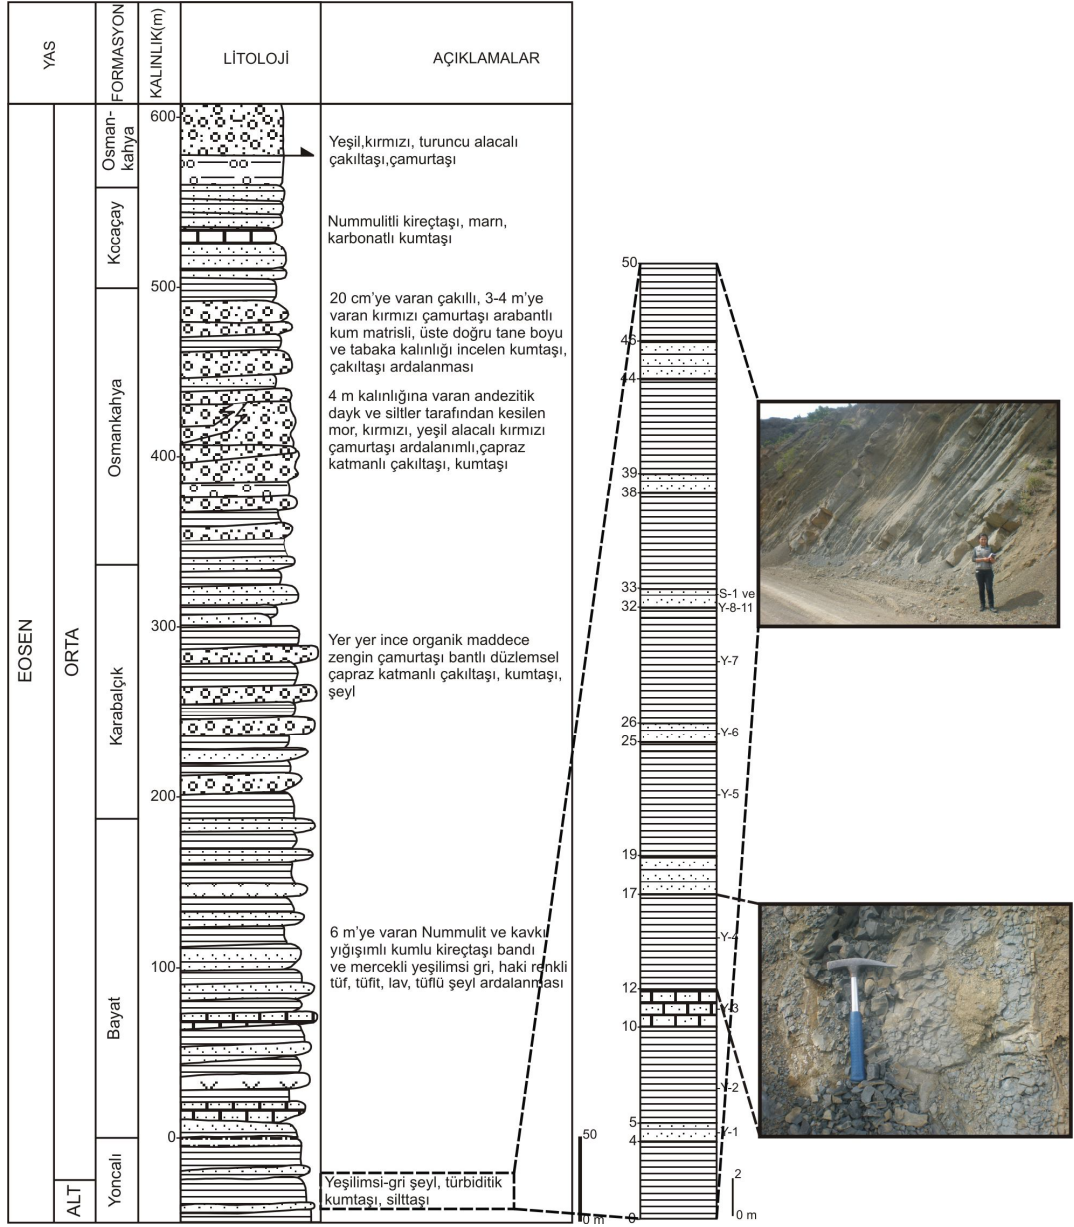 YAS
FORMASYON
KALINLIK(m)
LİTOLOJİ
AÇIKLAMALAR
EOSEN
ORTA
ALT
Osman-
kahya
Kocaçay
Osmankahya
Karabalçık
Bayat
Yoncalı
600
500
400
300
200
100
0
Yeşil,kırmızı, turuncu alacalı
çakıltaşı,çamurtaşı
Nummulitli kireçtaşı, marn,
karbonatlı kumtaşı
20 cm'ye varan çakıllı, 3-4 m'ye
varan kırmızı çamurtaşı arabantlı
kum matrisli, üste doğru tane boyu
ve tabaka kalınlığı incelen kumtaşı,
çakıltaşı ardalanması
4 m kalınlığına varan andezitik
dayk ve siltler tarafından kesilen
mor, kırmızı, yeşil alacalı kırmızı
çamurtaşı ardalanımlı,çapraz
katmanlı çakıltaşı, kumtaşı
Yer yer ince organik maddece
zengin çamurtaşı bantlı düzlemsel
çapraz katmanlı çakıltaşı, kumtaşı,
şeyl
6 m'ye varan Nummulit ve kavkı
yığışımlı kumlu kireçtaşı bandı
ve mercekli yeşilimsi gri, haki renkli
tüf, tüfit, lav, tüflü şeyl ardalanması
Yeşilimsi-gri şeyl, türbiditik
kumtaşı, silttaşı
50
0 m
50
46
44
39
38
33
32
26
25
19
17
12
10
5
4
0
S-1 ve
Y-8-11
Y-7
Y-6
Y-5
Y-4
Y-3
Y-2
Y-1
2
0 m